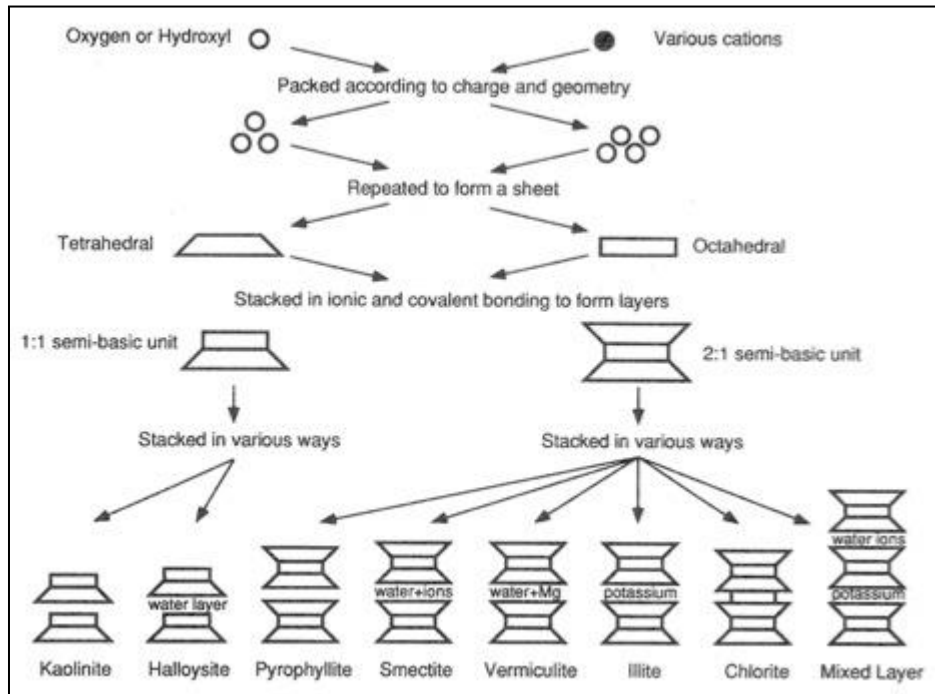 Oxygen or Hydroxyl
Various cations
Packed according to charge and geometry
Repeated to form a sheet
Tetrahedral
Octahedral
Stacked in ionic and covalent bonding to form layers
1:1 semi-basic unit
2:1 semi-basic unit
Stacked in various ways
Stacked in various ways
water ions
water layer
water+ions
water+Mg
potassium
potassium
Kaolinite
Halloysite
Pyrophyllite
Smectite
Vermiculite
Illite
Chlorite
Mixed Layer